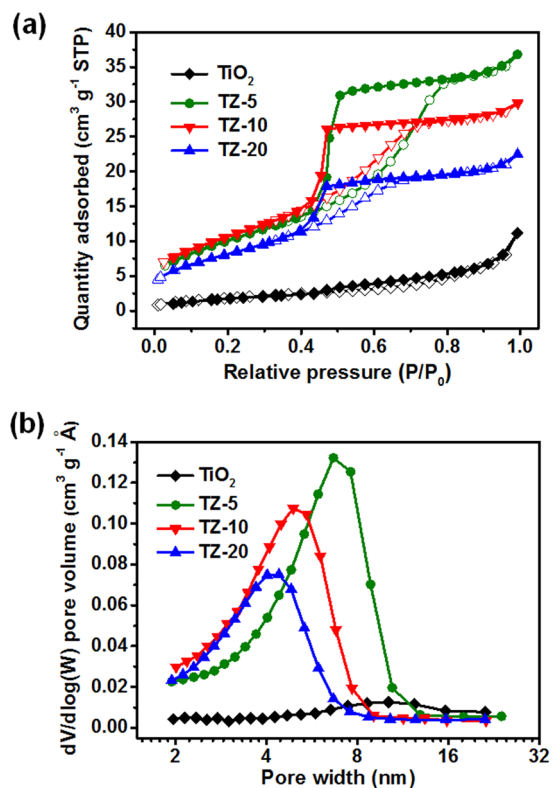 (a)
Quantity adsorbed (cm³ g⁻¹ STP)
40
35
30
25
20
15
10
5
0
TiO₂
TZ-5
TZ-10
TZ-20
0.0 0.2 0.4 0.6 0.8 1.0
Relative pressure (P/P₀)
(b)
dV/dlog(W) pore volume (cm³ g⁻¹ Å)
0.14
0.12
0.10
0.08
0.06
0.04
0.02
0.00
TiO₂
TZ-5
TZ-10
TZ-20
2 4 8 16 32
Pore width (nm)